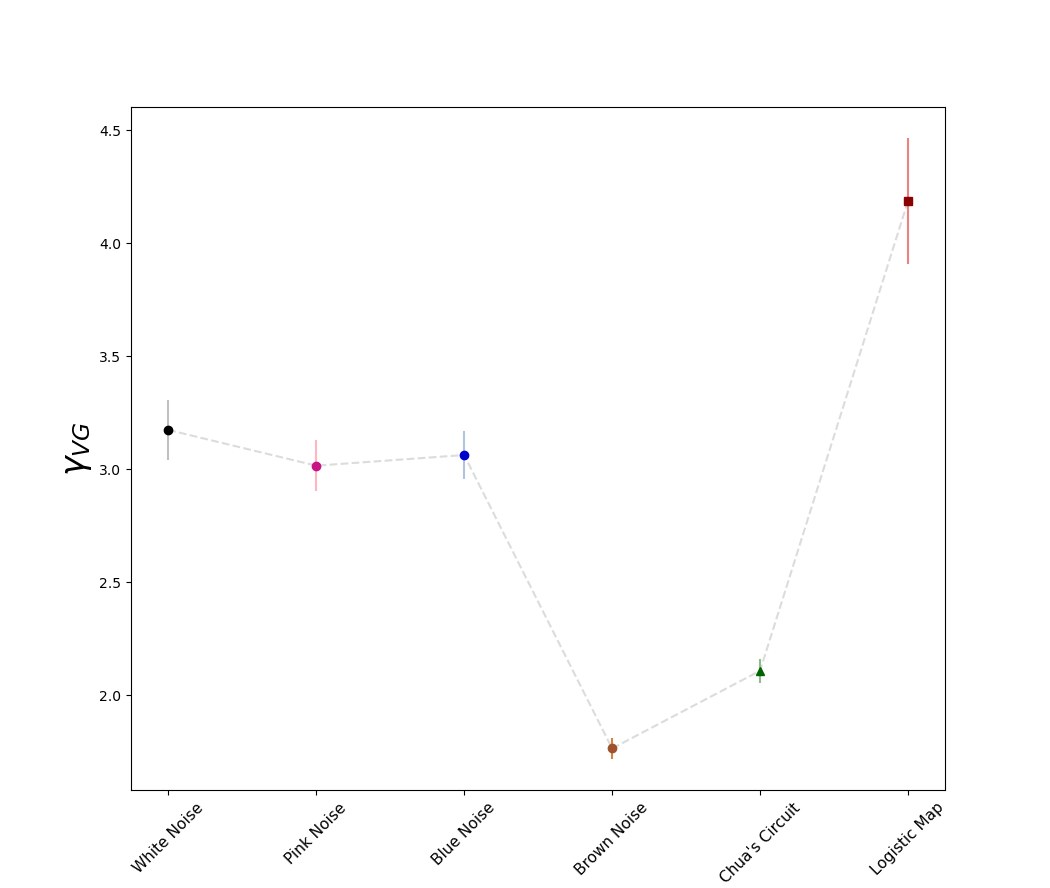 4.5
4.0
3.5
3.0
2.5
2.0
γVG
White Noise
Pink Noise
Blue Noise
Brown Noise
Chua's Circuit
Logistic Map